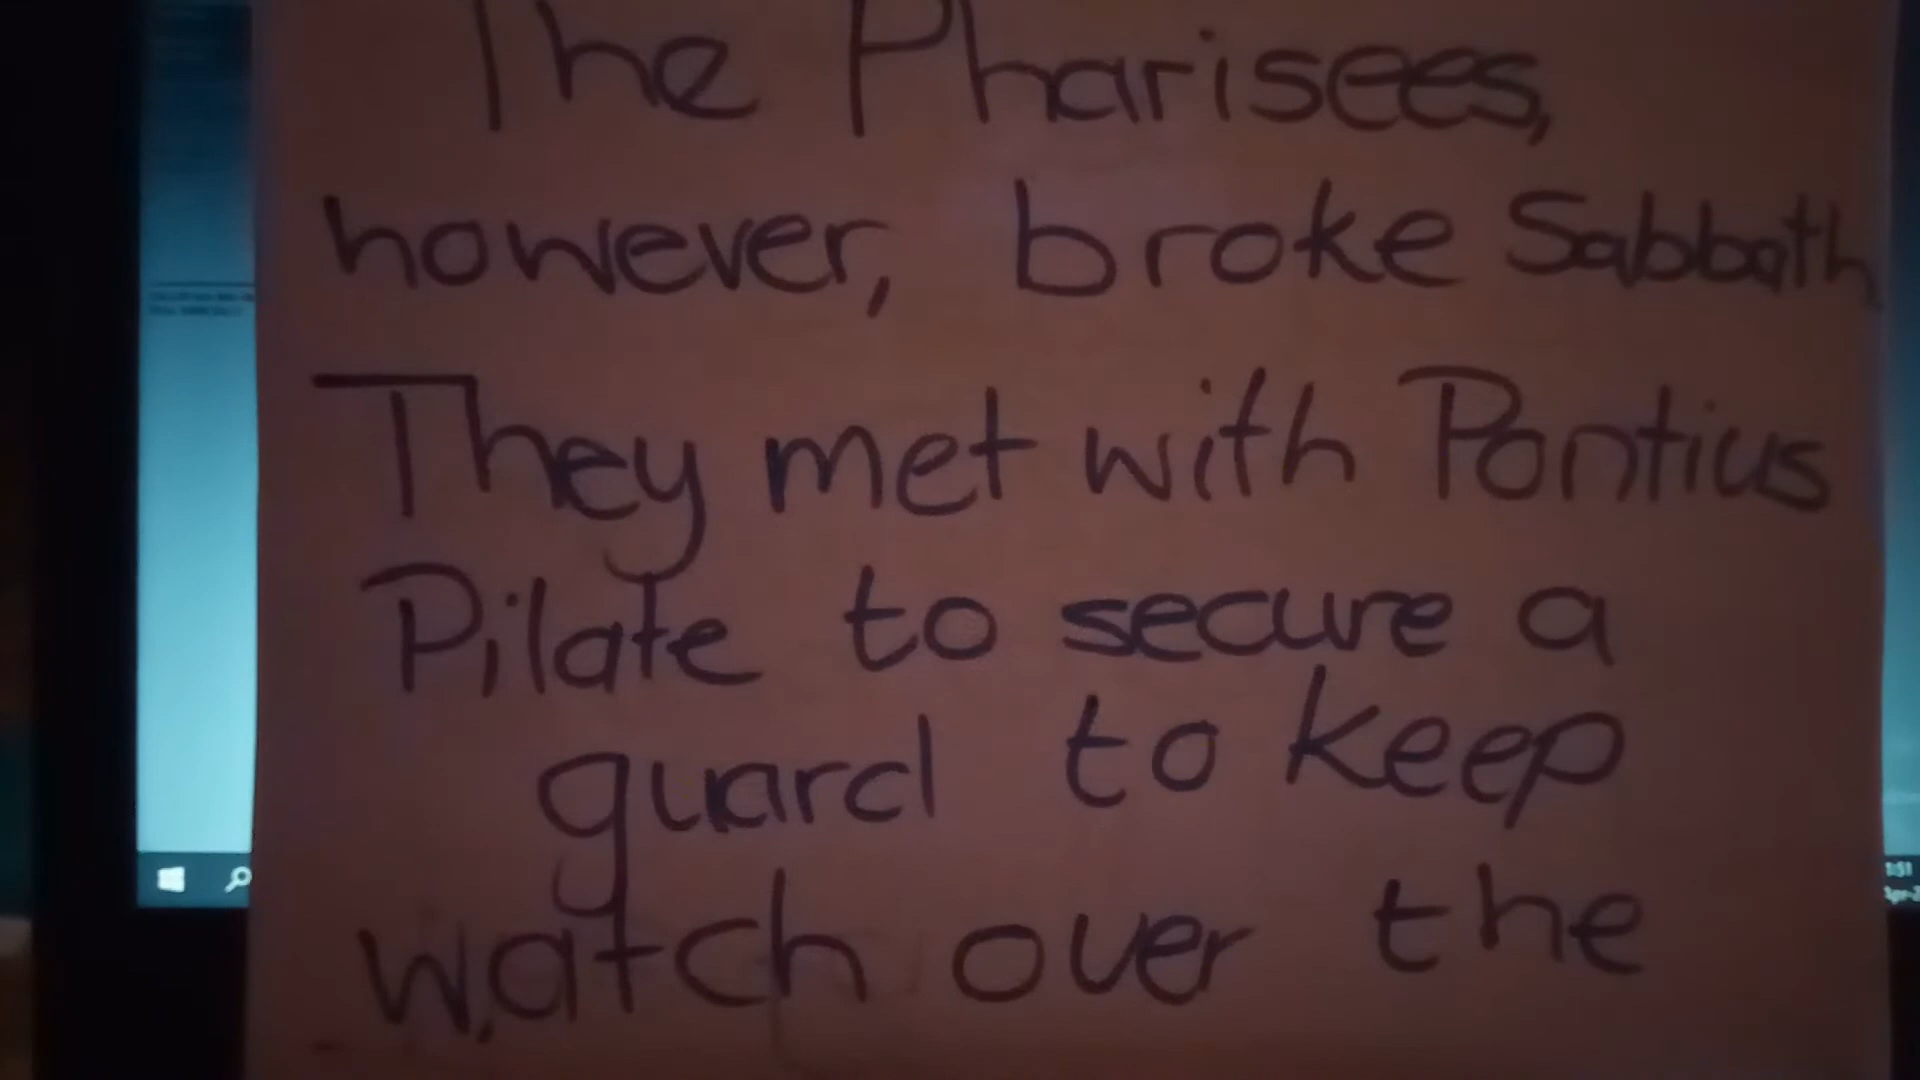 The Pharisees,
however, broke Sabbath
They met with Pontius
Pilate to secure a
guard to keep
watch over the